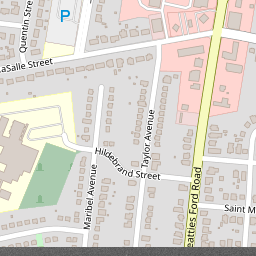 Quentin Stre
P
LaSalle Street
Taylor Avenue
Hildebrand Street
Maribel Avenue
Beatties Ford Road
Saint M